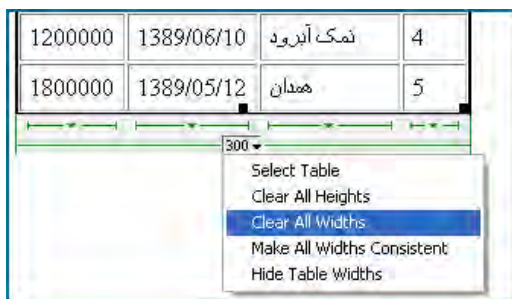 4 نمک آبرود 1389/06/10 1200000
5 همدان 1389/05/12 1800000
300
Select Table
Clear All Heights
Clear All Widths
Make All Widths Consistent
Hide Table Widths